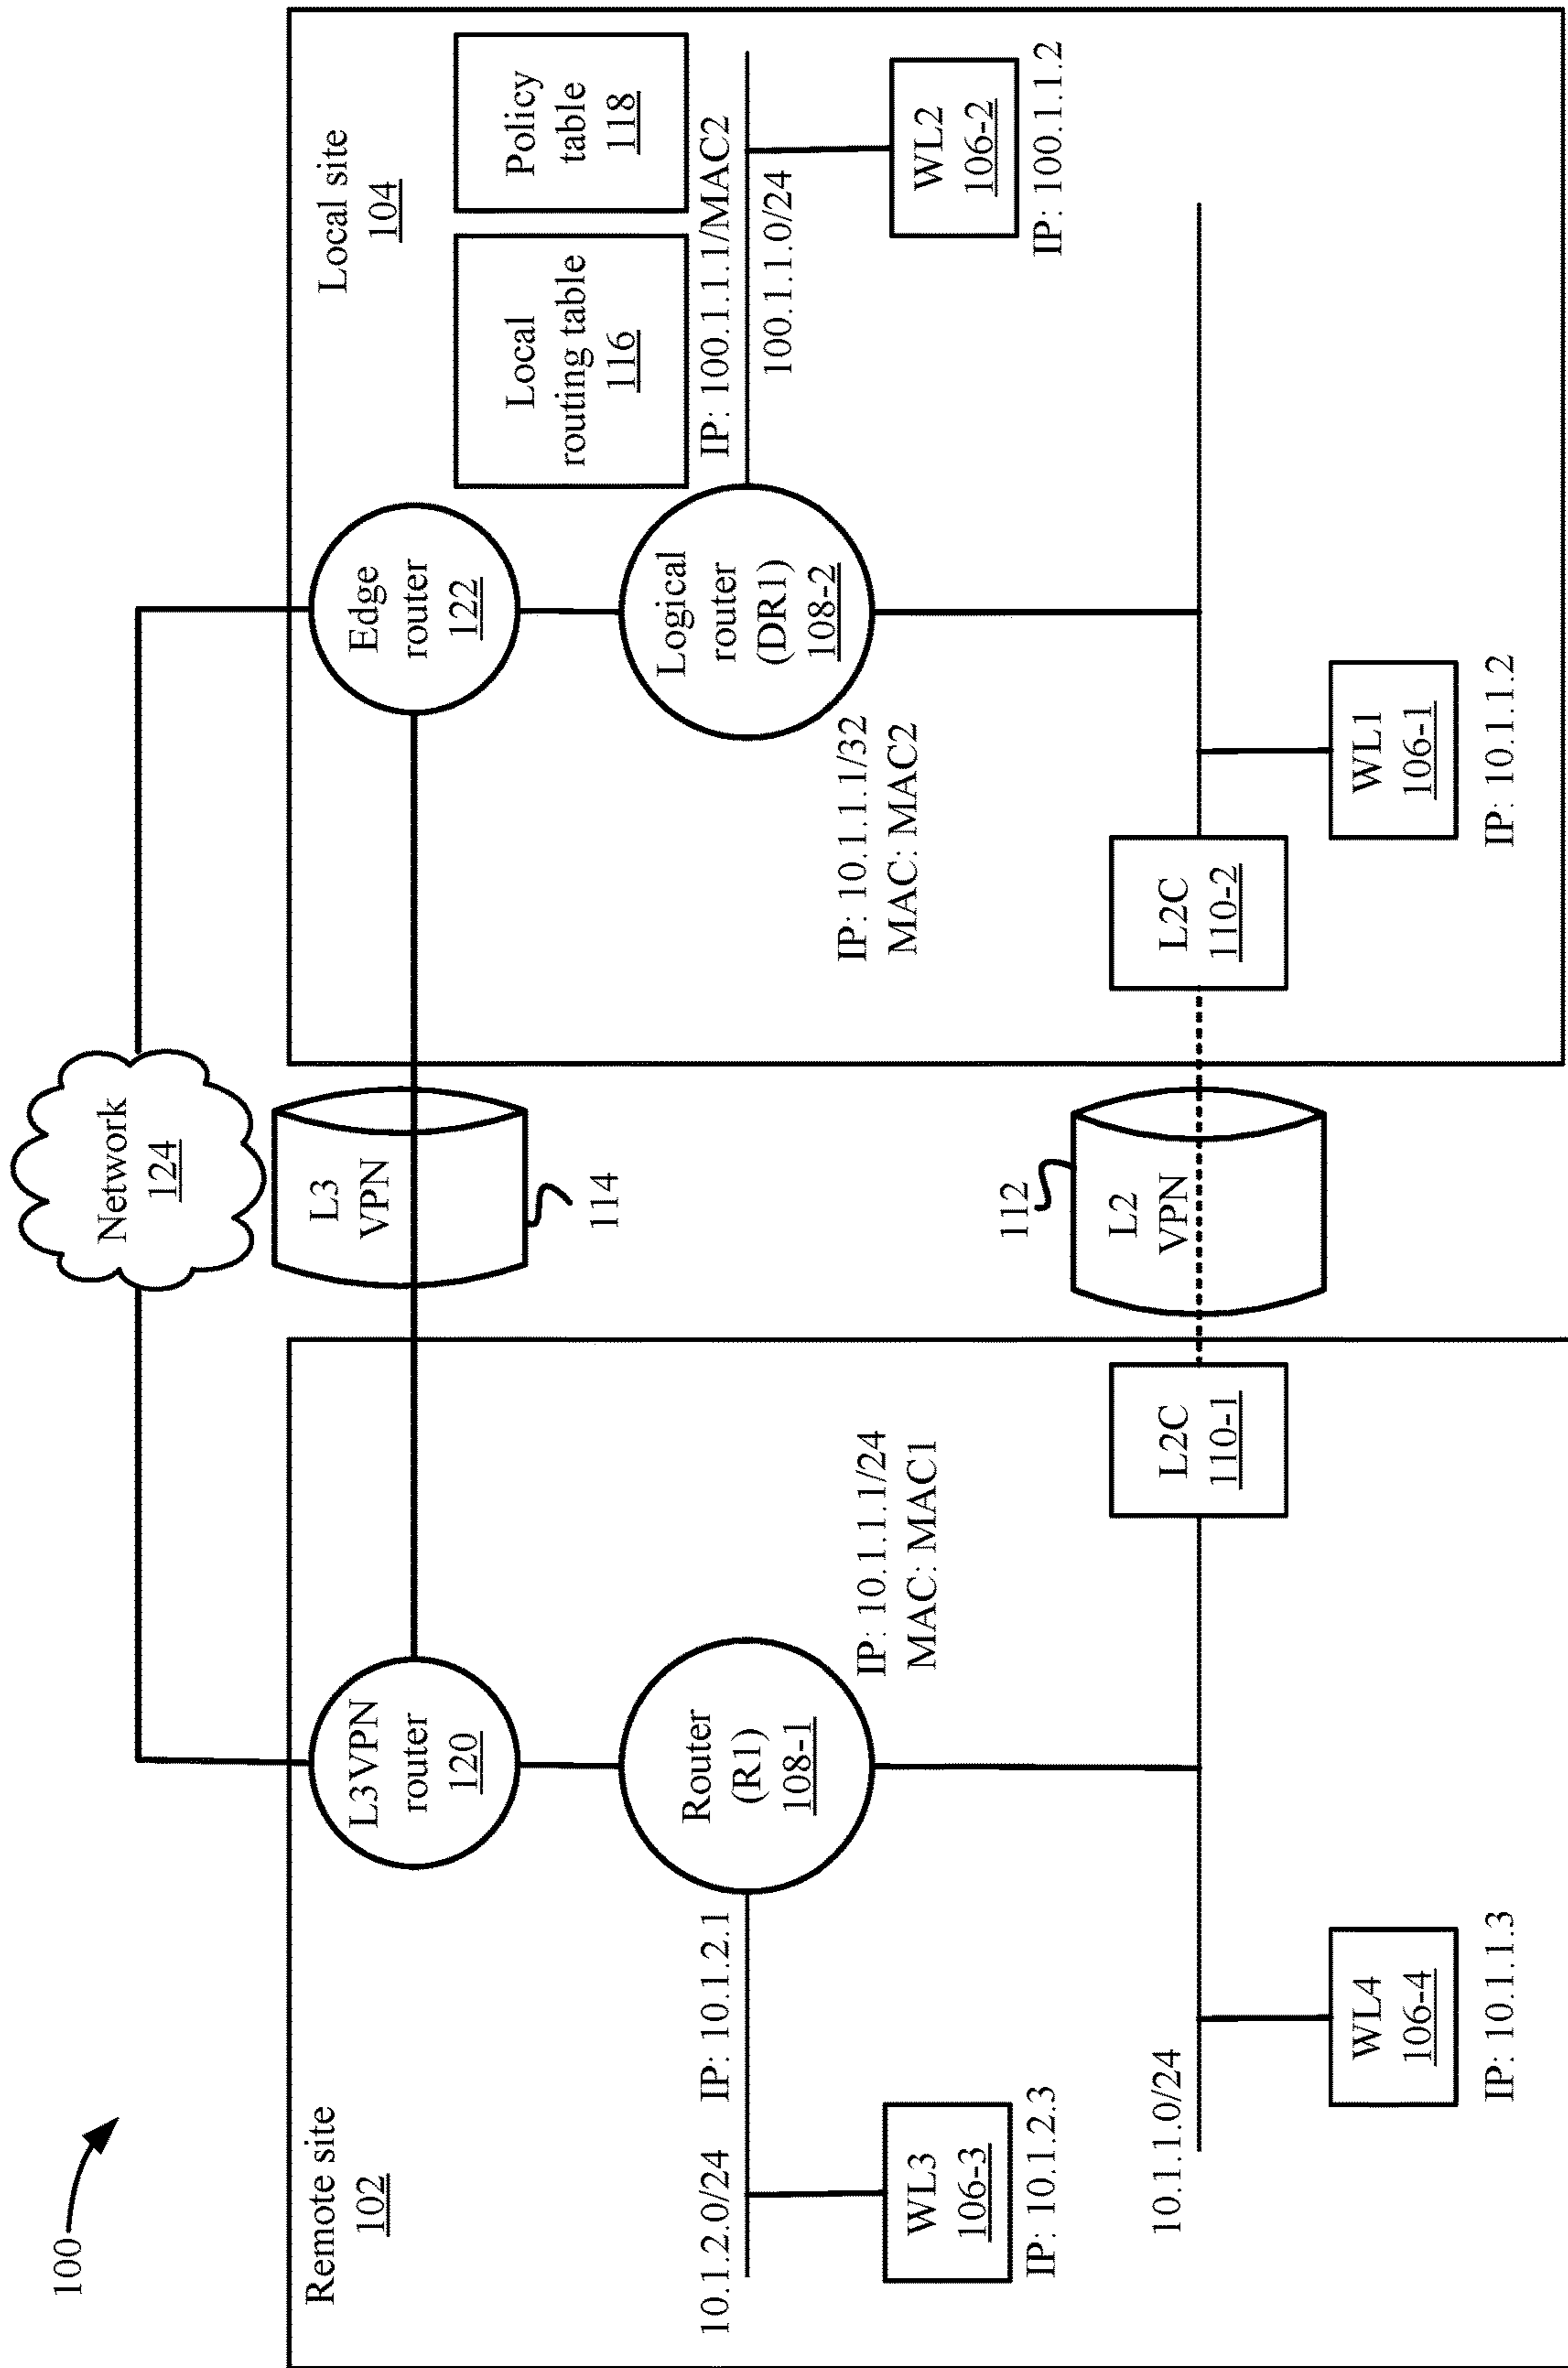 100
Network
124
Remote site
102
L3VPN
router
120
L3
VPN
114
Edge
router
122
Local site
104
Local
routing table
116
Policy
table
118
10.1.2.0/24
IP: 10.1.2.1
Router
(R1)
108-1
Logical
router
(DR1)
108-2
IP: 100.1.1.1/MAC2
100.1.1.0/24
WL3
106-3
IP: 10.1.2.3
IP: 10.1.1.1/24
MAC: MAC1
IP: 10.1.1.1/32
MAC: MAC2
WL2
106-2
IP: 100.1.1.2
10.1.1.0/24
L2C
110-1
112
L2
VPN
L2C
110-2
WL4
106-4
IP: 10.1.1.3
WL1
106-1
IP: 10.1.1.2